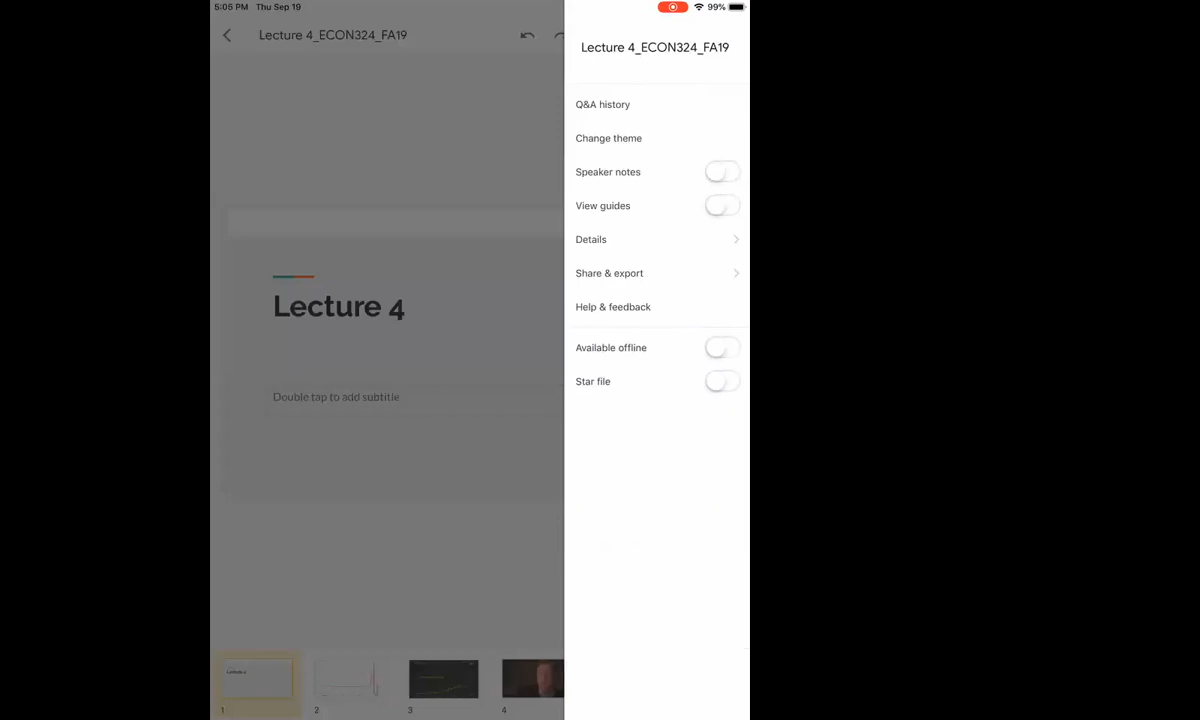 5:05 PM Thu Sep 19
99%
Lecture 4_ECON324_FA19
Lecture 4_ECON324_FA19
Q&A history
Change theme
Speaker notes
View guides
Details
Share & export
Help & feedback
Available offline
Star file
Lecture 4
Double tap to add subtitle
Lecture 4
1
2
3
4